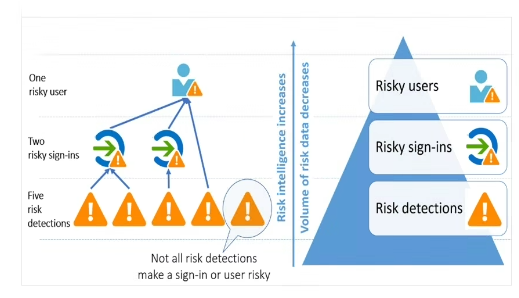 One
risky user
Two
risky sign-ins
Five
risk
detections
Not all risk detections
make a sign-in or user risky
Risk intelligence increases
Volume of risk data decreases
Risky users
Risky sign-ins
Risk detections